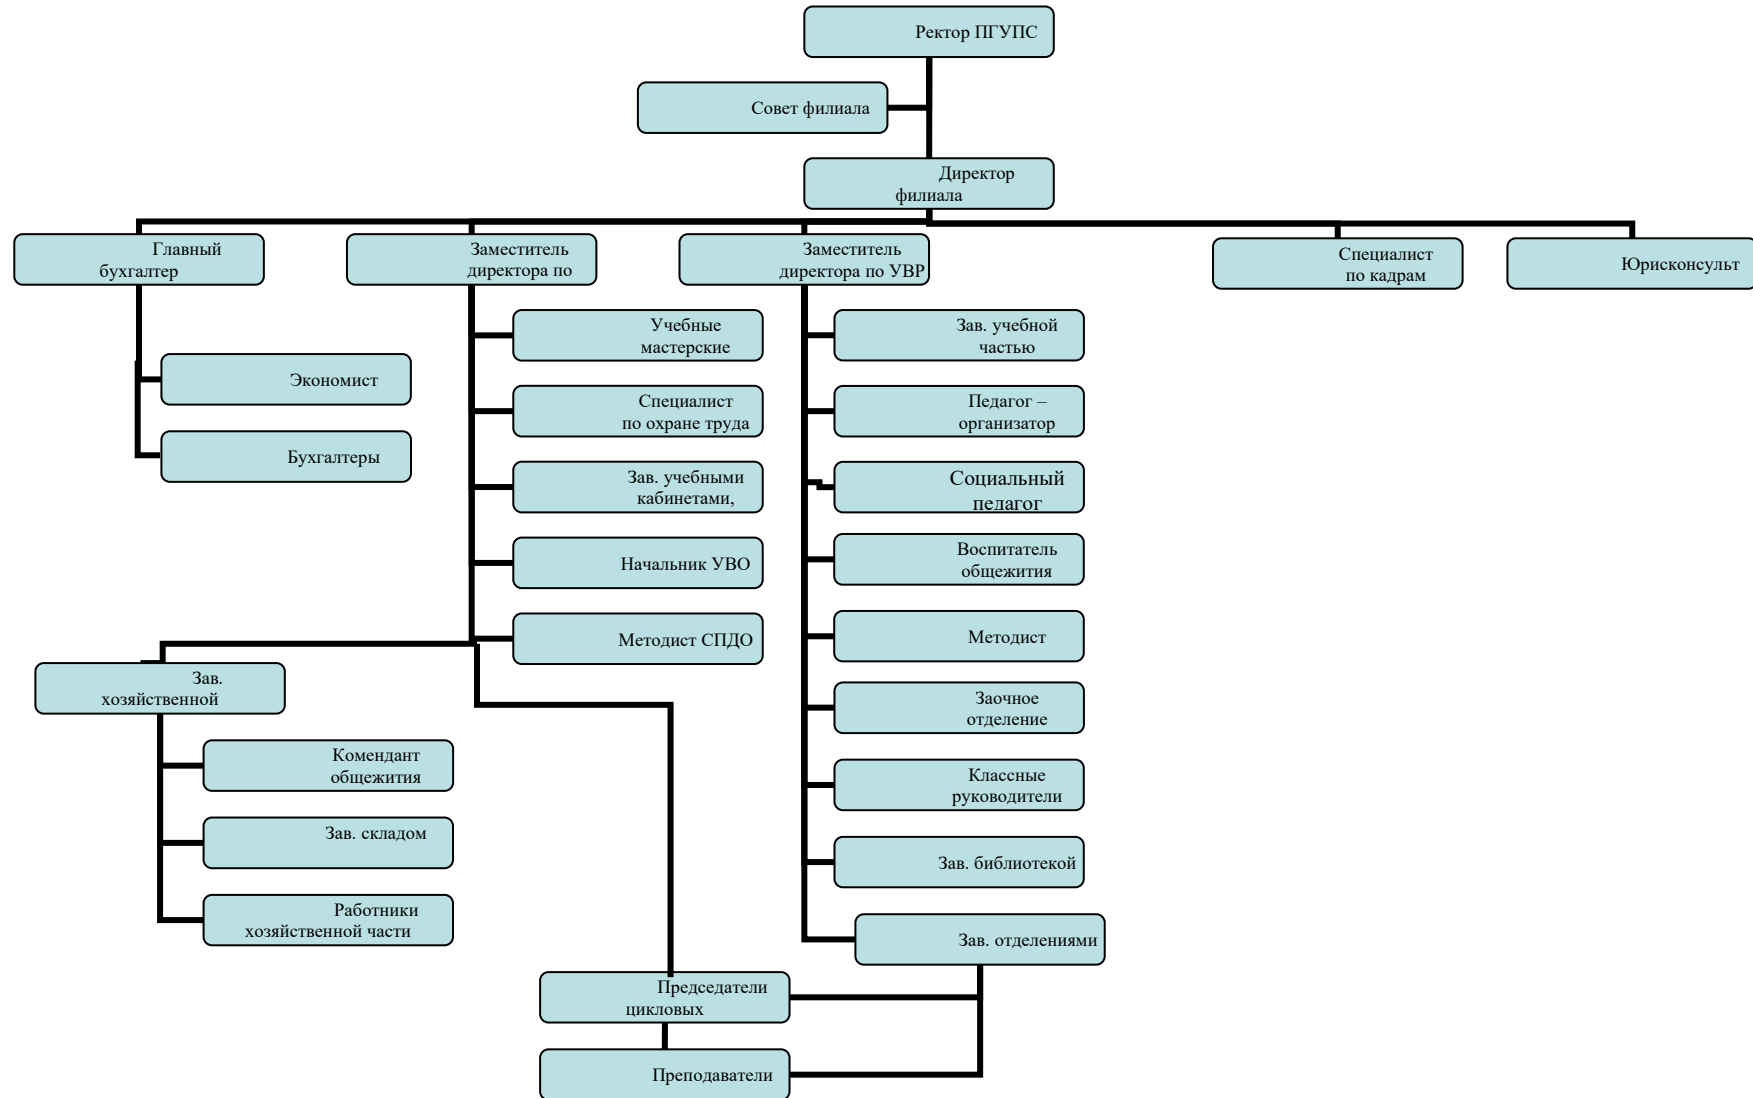 Ректор ПГУПС
Совет филиала
Директор
филиала
Главный
бухгалтер
Заместитель
директора по
Заместитель
директора по УВР
Специалист
по кадрам
Юрисконсульт
Учебные
мастерские
Зав. учебной
частью
Экономист
Специалист
по охране труда
Педагог –
организатор
Бухгалтеры
Зав. учебными
кабинетами,
Социальный
педагог
Начальник УВО
Воспитатель
общежития
Методист СПДО
Методист
Зав.
хозяйственной
Заочное
отделение
Комендант
общежития
Классные
руководители
Зав. складом
Зав. библиотекой
Работники
хозяйственной части
Зав. отделениями
Председатели
цикловых
Преподаватели